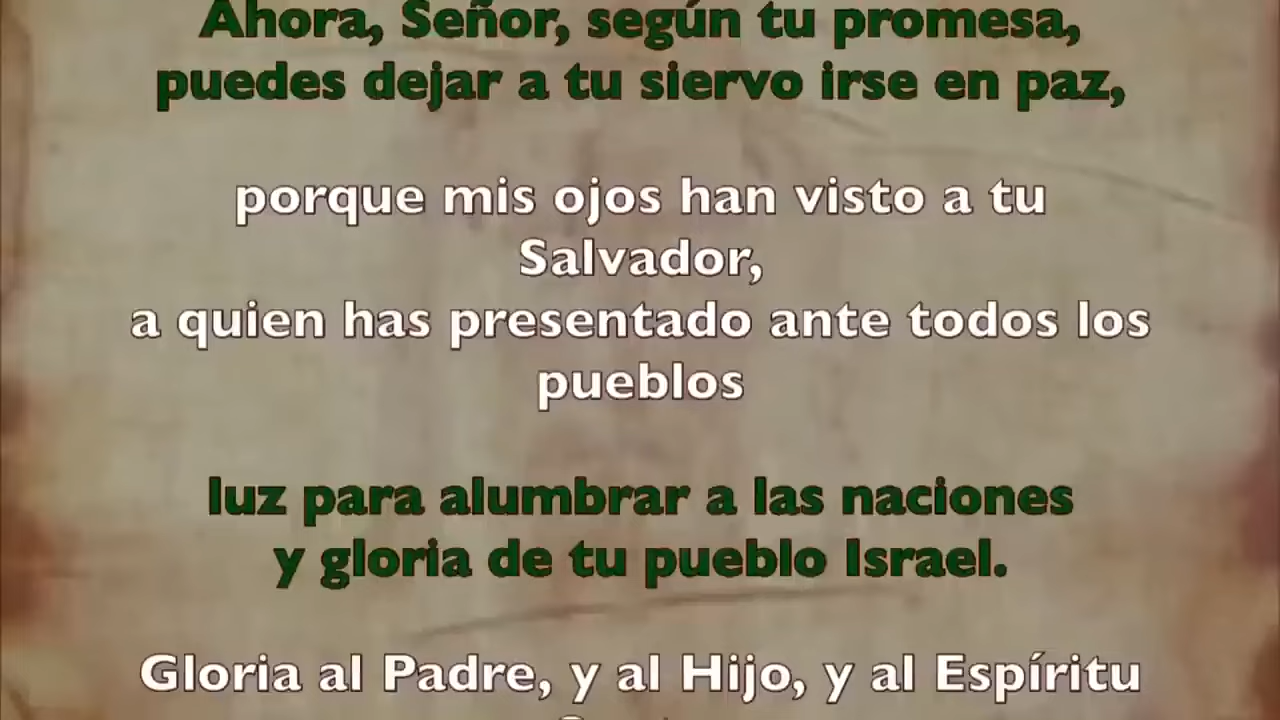 Ahora, Señor, según tu promesa,
puedes dejar a tu siervo irse en paz,
porque mis ojos han visto a tu
Salvador,
a quien has presentado ante todos los
pueblos
luz para alumbrar a las naciones
y gloria de tu pueblo Israel.
Gloria al Padre, y al Hijo, y al Espíritu